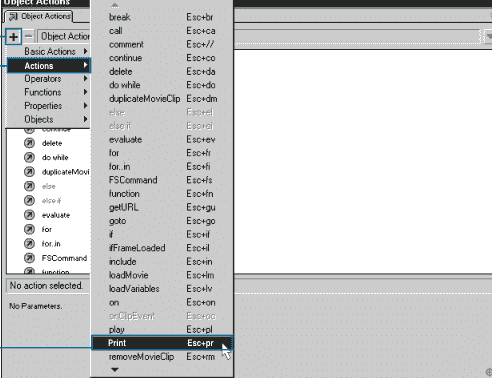 Object Actions
Object Actions
Object Action
Basic Actions
Actions
Operators
Functions
Properties
Objects
continue
delete
do while
duplicateMovi
else
else if
evaluate
for
for..in
FSCommand
function
No action selected.
No Parameters.
break Esc+br
call Esc+ca
comment Esc+//
continue Esc+co
delete Esc+da
do while Esc+do
duplicateMovieClip Esc+dm
else Esc+el
else if Esc+ei
evaluate Esc+ev
for Esc+fr
for..in Esc+fi
FSCommand Esc+fs
function Esc+fn
getURL Esc+gu
goto Esc+go
if Esc+if
ifFrameLoaded Esc+il
include Esc+in
loadMovie Esc+lm
loadVariables Esc+lv
on Esc+on
onClipEvent Esc+oc
play Esc+pl
Print Esc+pr
removeMovieClip Esc+rm